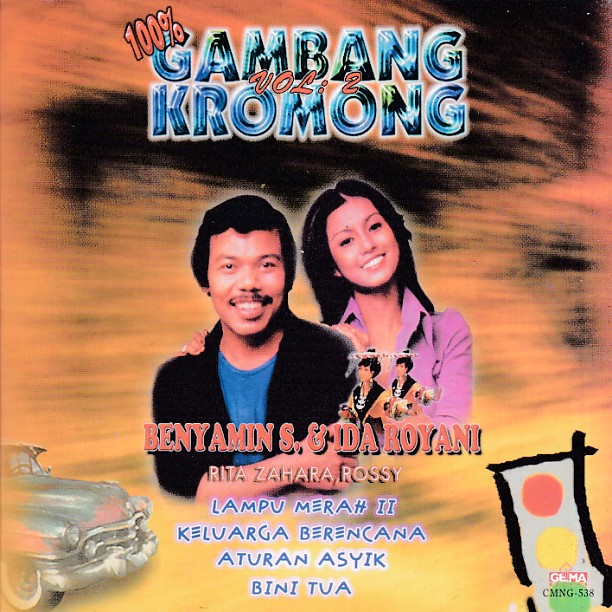 100%
GAMBANG
VOL: 2
KROMONG
BENYAMIN S. & IDA ROYANI
RITA ZAHARA, ROSSY
LAMPU MERAH II
KELUARGA BERENCANA
ATURAN ASYIK
BINI TUA
GEMA
CMNG-538